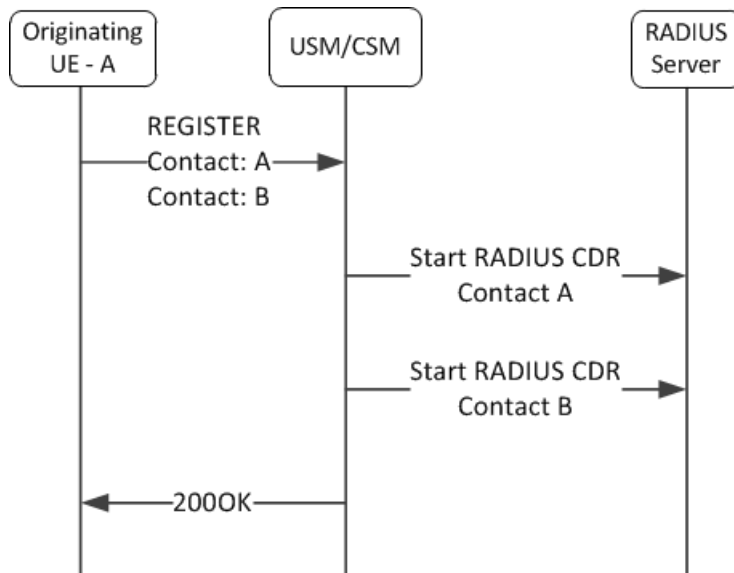 Originating
UE - A
USM/CSM
RADIUS
Server
REGISTER
Contact: A
Contact: B
Start RADIUS CDR
Contact A
Start RADIUS CDR
Contact B
200OK